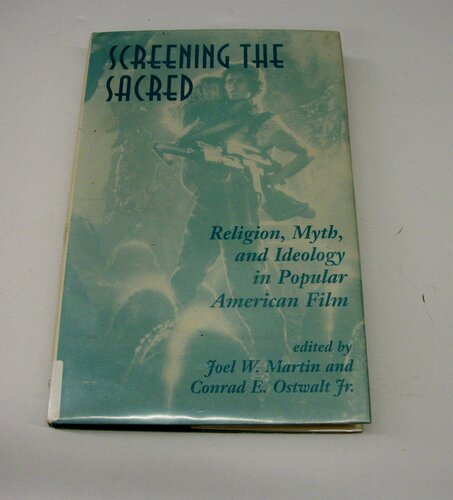 SCREENING THE
SACRED
Religion, Myth,
and Ideology
in Popular
American Film
edited by
Joel W. Martin and
Conrad E. Ostwalt Jr.